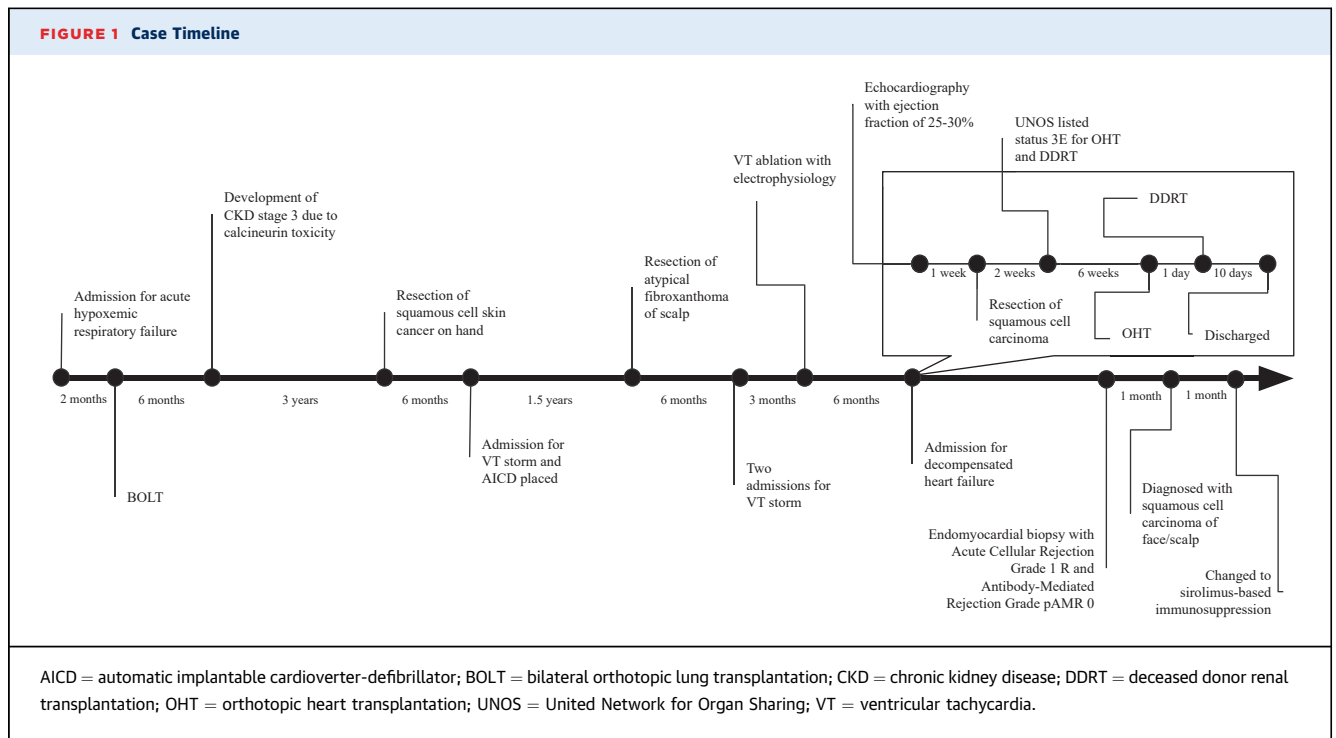 FIGURE 1 Case Timeline
Echocardiography
with ejection
fraction of 25-30%
UNOS listed
status 3E for OHT
and DDRT
VT ablation with
electrophysiology
Development of
CKD stage 3 due to
calcineurin toxicity
DDRT
1 week
2 weeks
6 weeks
1 day
10 days
Resection of
atypical
fibroxanthoma
of scalp
Admission for acute
hypoxemic
respiratory failure
Resection of
squamous cell skin
cancer on hand
Resection of
squamous cell
carcinoma
OHT
Discharged
2 months
6 months
3 years
6 months
1.5 years
6 months
3 months
6 months
1 month
1 month
BOLT
Admission for
VT storm and
AICD placed
Two
admissions for
VT storm
Admission for
decompensated
heart failure
Endomyocardial biopsy with
Acute Cellular Rejection
Grade 1 R and
Antibody-Mediated
Rejection Grade pAMR 0
Diagnosed with
squamous cell
carcinoma of
face/scalp
Changed to
sirolimus-based
immunosuppression
AICD = automatic implantable cardioverter-defibrillator; BOLT = bilateral orthotopic lung transplantation; CKD = chronic kidney disease; DDRT = deceased donor renal
transplantation; OHT = orthotopic heart transplantation; UNOS = United Network for Organ Sharing; VT = ventricular tachycardia.